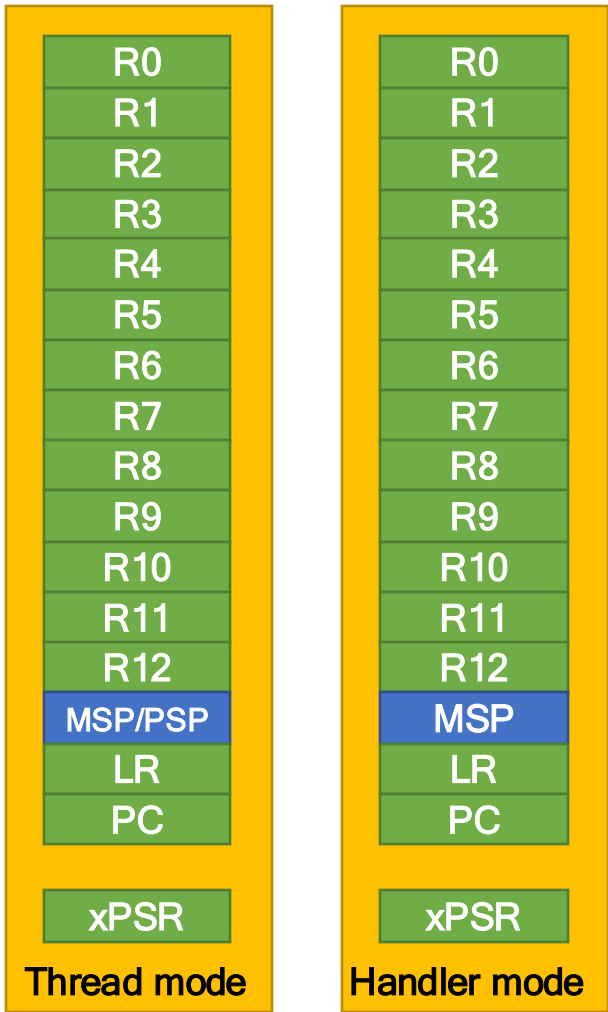 R0
R1
R2
R3
R4
R5
R6
R7
R8
R9
R10
R11
R12
MSP/PSP
LR
PC
xPSR
Thread mode
R0
R1
R2
R3
R4
R5
R6
R7
R8
R9
R10
R11
R12
MSP
LR
PC
xPSR
Handler mode